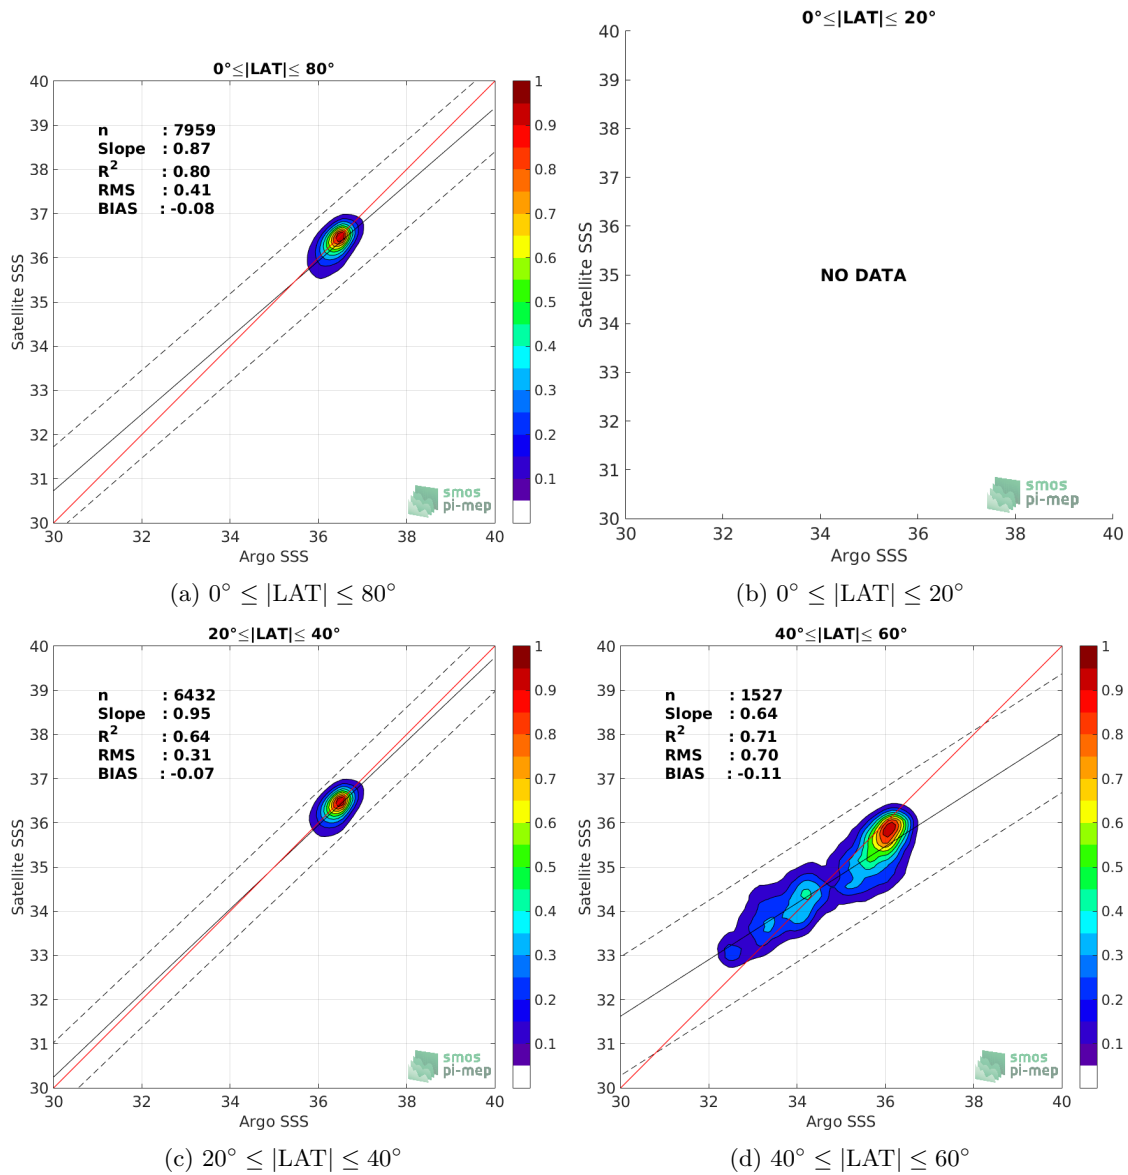 0°≤|LAT|≤ 80°
40
39
38
37
36
35
34
33
32
31
30
Satellite SSS
n : 7959
Slope : 0.87
R² : 0.80
RMS : 0.41
BIAS : -0.08
smos
pi-mep
30 32 34 36 38 40
Argo SSS
1
0.9
0.8
0.7
0.6
0.5
0.4
0.3
0.2
0.1
(a) 0° ≤ |LAT| ≤ 80°
0°≤|LAT|≤ 20°
40
39
38
37
36
35
34
33
32
31
30
Satellite SSS
NO DATA
smos
pi-mep
30 32 34 36 38 40
Argo SSS
(b) 0° ≤ |LAT| ≤ 20°
20°≤|LAT|≤ 40°
40
39
38
37
36
35
34
33
32
31
30
Satellite SSS
n : 6432
Slope : 0.95
R² : 0.64
RMS : 0.31
BIAS : -0.07
smos
pi-mep
30 32 34 36 38 40
Argo SSS
1
0.9
0.8
0.7
0.6
0.5
0.4
0.3
0.2
0.1
(c) 20° ≤ |LAT| ≤ 40°
40°≤|LAT|≤ 60°
40
39
38
37
36
35
34
33
32
31
30
Satellite SSS
n : 1527
Slope : 0.64
R² : 0.71
RMS : 0.70
BIAS : -0.11
smos
pi-mep
30 32 34 36 38 40
Argo SSS
1
0.9
0.8
0.7
0.6
0.5
0.4
0.3
0.2
0.1
(d) 40° ≤ |LAT| ≤ 60°